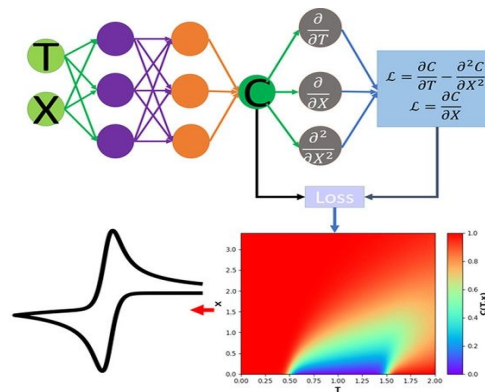 T
X
C
∂/∂T
∂/∂X
∂²/∂X²
ℒ = ∂C/∂T − ∂²C/∂X²
ℒ = ∂C/∂X
Loss
X
3.0
2.5
2.0
1.5
1.0
0.5
0.0
0.00 0.25 0.50 0.75 1.00 1.25 1.50 1.75 2.00
T
1.0
0.8
0.6
0.4
0.2
0.0
C(T,X)